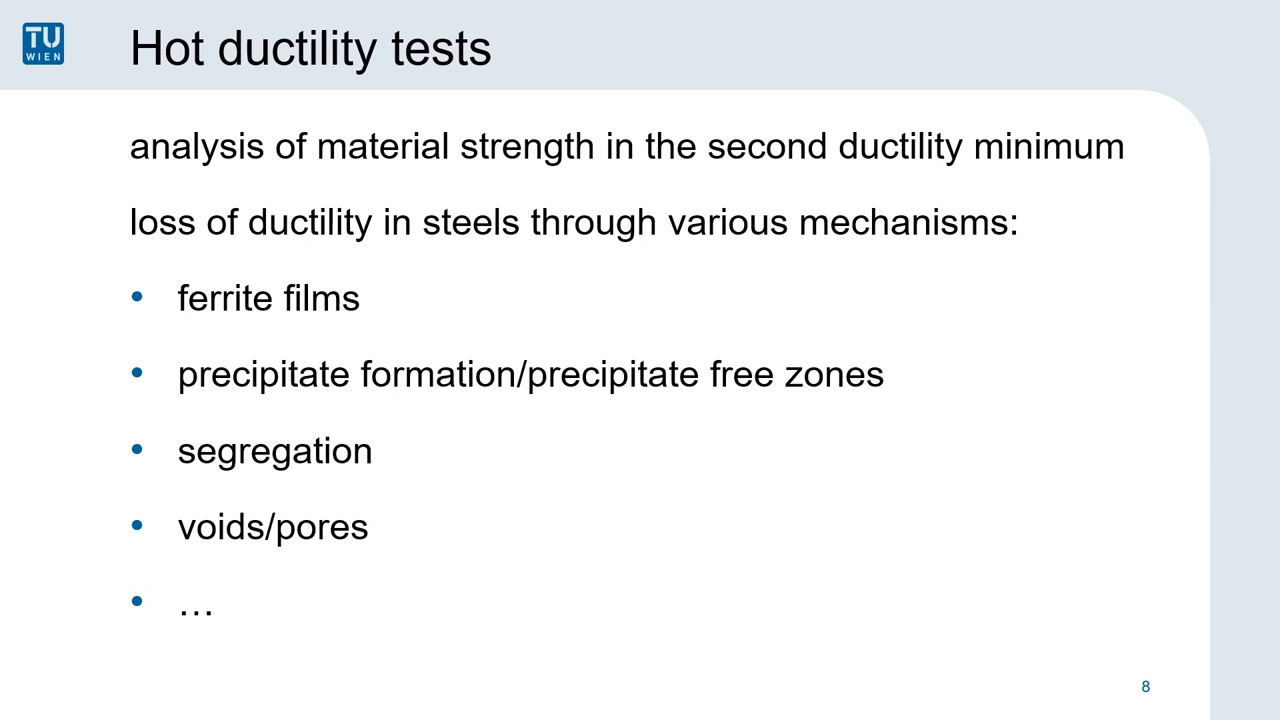 TU
WIEN
Hot ductility tests
analysis of material strength in the second ductility minimum
loss of ductility in steels through various mechanisms:
• ferrite films
• precipitate formation/precipitate free zones
• segregation
• voids/pores
• …
8